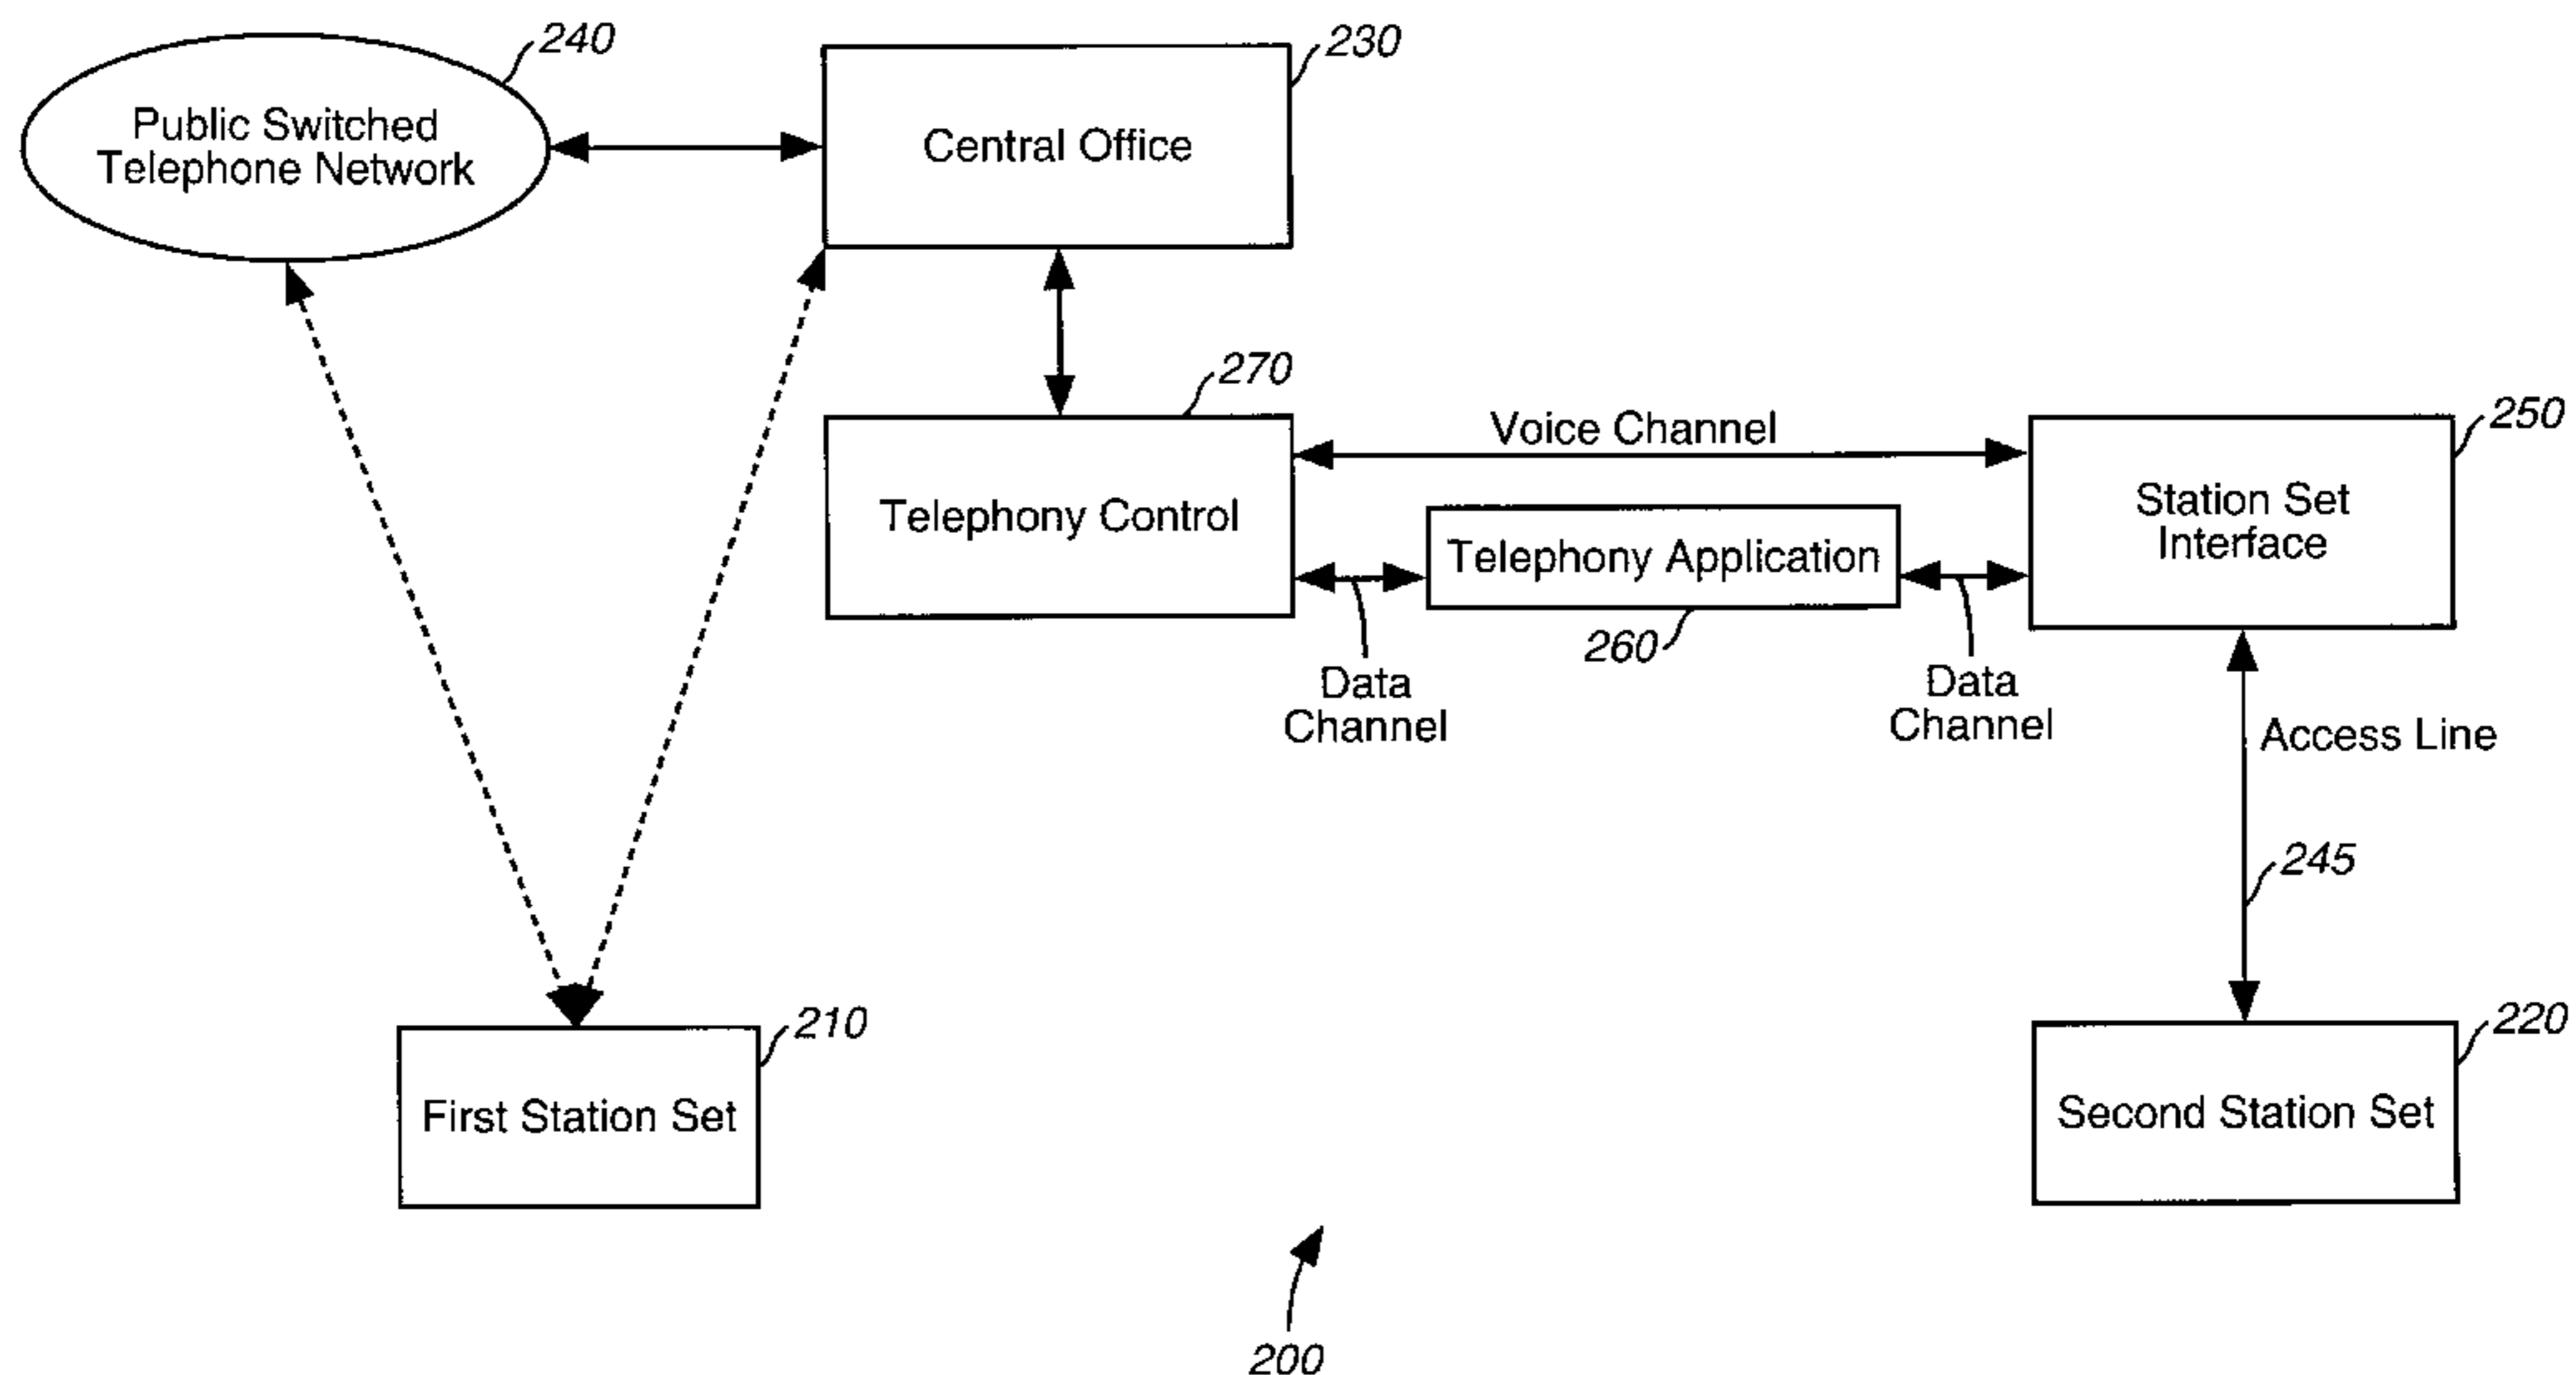 240
230
Public Switched
Telephone Network
Central Office
270
Voice Channel
250
Telephony Control
Station Set
Interface
Telephony Application
260
Data
Channel
Data
Channel
Access Line
245
210
220
First Station Set
Second Station Set
200